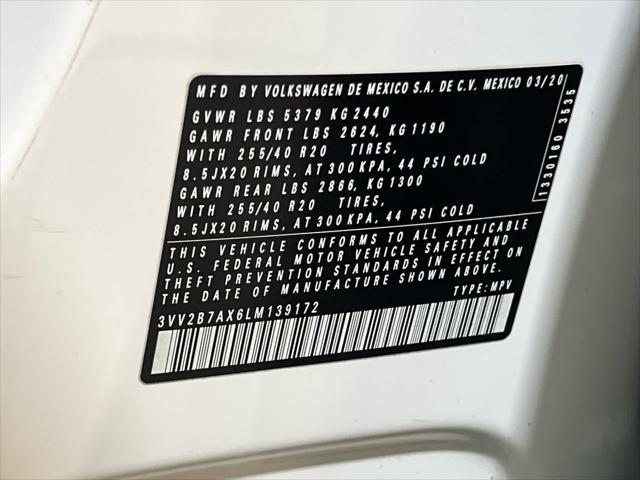 MFD BY VOLKSWAGEN DE MEXICO S.A. DE C.V. MEXICO 03/20
GVWR LBS 5379 KG 2440
GAWR FRONT LBS 2624, KG 1190
WITH 255/40 R20 TIRES,
8.5JX20 RIMS, AT 300 KPA, 44 PSI COLD
GAWR REAR LBS 2866, KG 1300
WITH 255/40 R20 TIRES,
8.5JX20 RIMS, AT 300 KPA, 44 PSI COLD
THIS VEHICLE CONFORMS TO ALL APPLICABLE
U.S. FEDERAL MOTOR VEHICLE SAFETY AND
THEFT PREVENTION STANDARDS IN EFFECT ON
THE DATE OF MANUFACTURE SHOWN ABOVE.
3VV2B7AX6LM139172 TYPE: MPV
1330160 3535